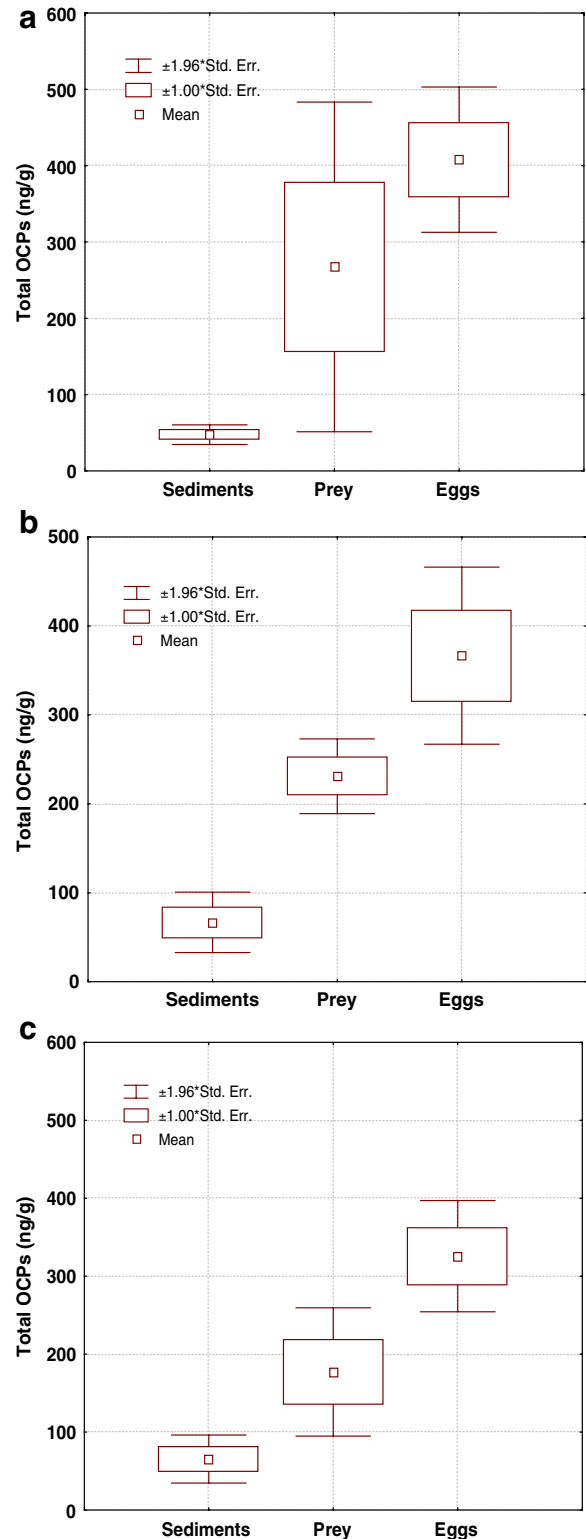 a
600
±1.96*Std. Err.
±1.00*Std. Err.
Mean
500
400
300
200
100
0
Total OCPs (ng/g)
Sediments Prey Eggs
b
500
±1.96*Std. Err.
±1.00*Std. Err.
Mean
400
300
200
100
0
Total OCPs (ng/g)
Sediments Prey Eggs
c
600
±1.96*Std. Err.
±1.00*Std. Err.
Mean
500
400
300
200
100
0
Total OCPs (ng/g)
Sediments Prey Eggs